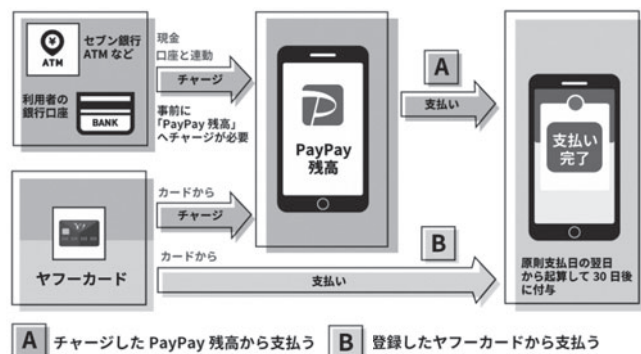 セブン銀行
ATM など
ATM
利用者の
銀行口座
BANK
現金
口座と連動
チャージ
事前に
「PayPay 残高」
へチャージが必要
PayPay
残高
A
支払い
支払い
完了
ヤフーカード
カードから
チャージ
カードから
B
支払い
原則支払日の翌日
から起算して 30 日後
に付与
A チャージした PayPay 残高から支払う
B 登録したヤフーカードから支払う